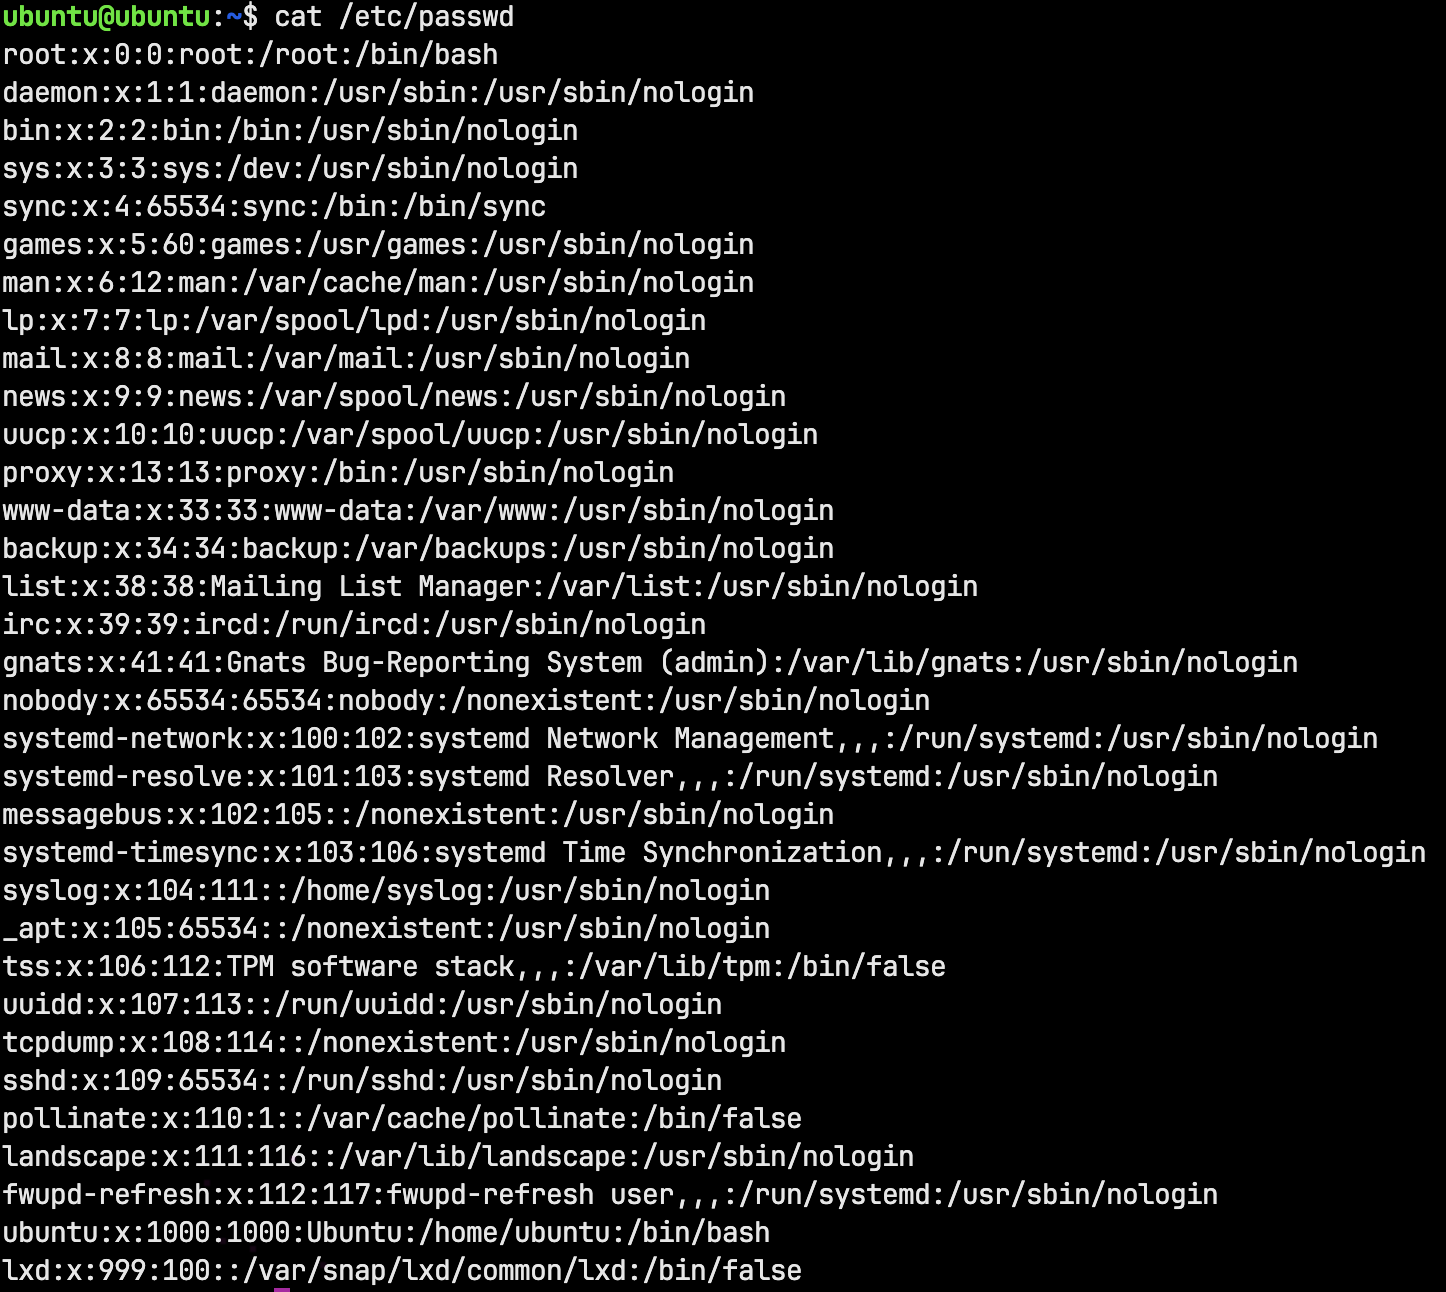 ubuntu@ubuntu:~$ cat /etc/passwd
root:x:0:0:root:/root:/bin/bash
daemon:x:1:1:daemon:/usr/sbin:/usr/sbin/nologin
bin:x:2:2:bin:/bin:/usr/sbin/nologin
sys:x:3:3:sys:/dev:/usr/sbin/nologin
sync:x:4:65534:sync:/bin:/bin/sync
games:x:5:60:games:/usr/games:/usr/sbin/nologin
man:x:6:12:man:/var/cache/man:/usr/sbin/nologin
lp:x:7:7:lp:/var/spool/lpd:/usr/sbin/nologin
mail:x:8:8:mail:/var/mail:/usr/sbin/nologin
news:x:9:9:news:/var/spool/news:/usr/sbin/nologin
uucp:x:10:10:uucp:/var/spool/uucp:/usr/sbin/nologin
proxy:x:13:13:proxy:/bin:/usr/sbin/nologin
www-data:x:33:33:www-data:/var/www:/usr/sbin/nologin
backup:x:34:34:backup:/var/backups:/usr/sbin/nologin
list:x:38:38:Mailing List Manager:/var/list:/usr/sbin/nologin
irc:x:39:39:ircd:/run/ircd:/usr/sbin/nologin
gnats:x:41:41:Gnats Bug-Reporting System (admin):/var/lib/gnats:/usr/sbin/nologin
nobody:x:65534:65534:nobody:/nonexistent:/usr/sbin/nologin
systemd-network:x:100:102:systemd Network Management,,,:/run/systemd:/usr/sbin/nologin
systemd-resolve:x:101:103:systemd Resolver,,,:/run/systemd:/usr/sbin/nologin
messagebus:x:102:105::/nonexistent:/usr/sbin/nologin
systemd-timesync:x:103:106:systemd Time Synchronization,,,:/run/systemd:/usr/sbin/nologin
syslog:x:104:111::/home/syslog:/usr/sbin/nologin
_apt:x:105:65534::/nonexistent:/usr/sbin/nologin
tss:x:106:112:TPM software stack,,,:/var/lib/tpm:/bin/false
uuidd:x:107:113::/run/uuidd:/usr/sbin/nologin
tcpdump:x:108:114::/nonexistent:/usr/sbin/nologin
sshd:x:109:65534::/run/sshd:/usr/sbin/nologin
pollinate:x:110:1::/var/cache/pollinate:/bin/false
landscape:x:111:116::/var/lib/landscape:/usr/sbin/nologin
fwupd-refresh:x:112:117:fwupd-refresh user,,,:/run/systemd:/usr/sbin/nologin
ubuntu:x:1000:1000:Ubuntu:/home/ubuntu:/bin/bash
lxd:x:999:100::/var/snap/lxd/common/lxd:/bin/false